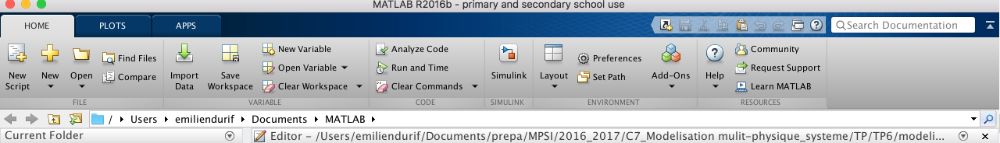 MATLAB R2016b - primary and secondary school use
HOME PLOTS APPS Search Documentation
New Script
New
Open
Find Files
Compare
Import Data
Save Workspace
New Variable
Open Variable
Clear Workspace
Analyze Code
Run and Time
Clear Commands
Simulink
Layout
Preferences
Set Path
Add-Ons
Help
Community
Request Support
Learn MATLAB
FILE VARIABLE CODE SIMULINK ENVIRONMENT RESOURCES
/ Users emiliendurif Documents MATLAB
Current Folder
Editor - /Users/emiliendurif/Documents/prepa/MPSI/2016_2017/C7_Modelisation mulit-physique_systeme/TP/TP6/modeli...